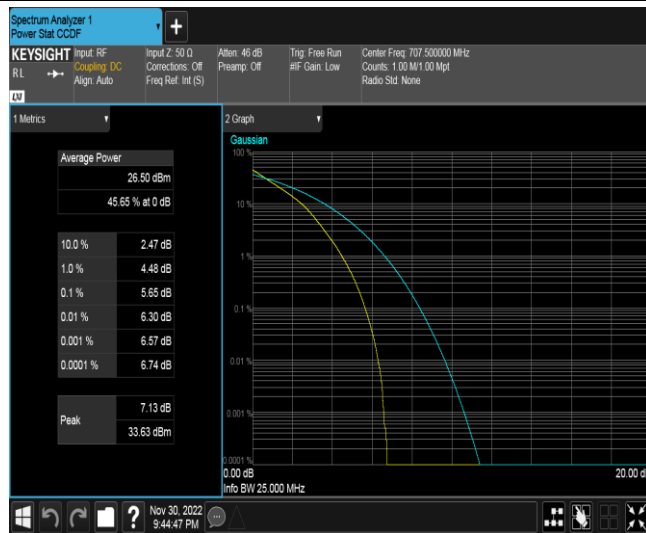 Spectrum Analyzer 1
Power Stat CCDF
+
KEYSIGHT
RL
LXI
Input: RF
Coupling: DC
Align: Auto
Input Z: 50 Ω
Corrections: Off
Freq Ref: Int (S)
Atten: 46 dB
Preamp: Off
Trig: Free Run
#IF Gain: Low
Center Freq: 707.500000 MHz
Counts: 1.00 M/1.00 Mpt
Radio Std: None
1 Metrics
Average Power
26.50 dBm
45.65 % at 0 dB
10.0 % 2.47 dB
1.0 % 4.48 dB
0.1 % 5.65 dB
0.01 % 6.30 dB
0.001 % 6.57 dB
0.0001 % 6.74 dB
Peak
7.13 dB
33.63 dBm
2 Graph
Gaussian
100 %
10 %
1 %
0.1 %
0.01 %
0.001 %
0.0001 %
0.00 dB
20.00 d
Info BW 25.000 MHz
?
Nov 30, 2022
9:44:47 PM